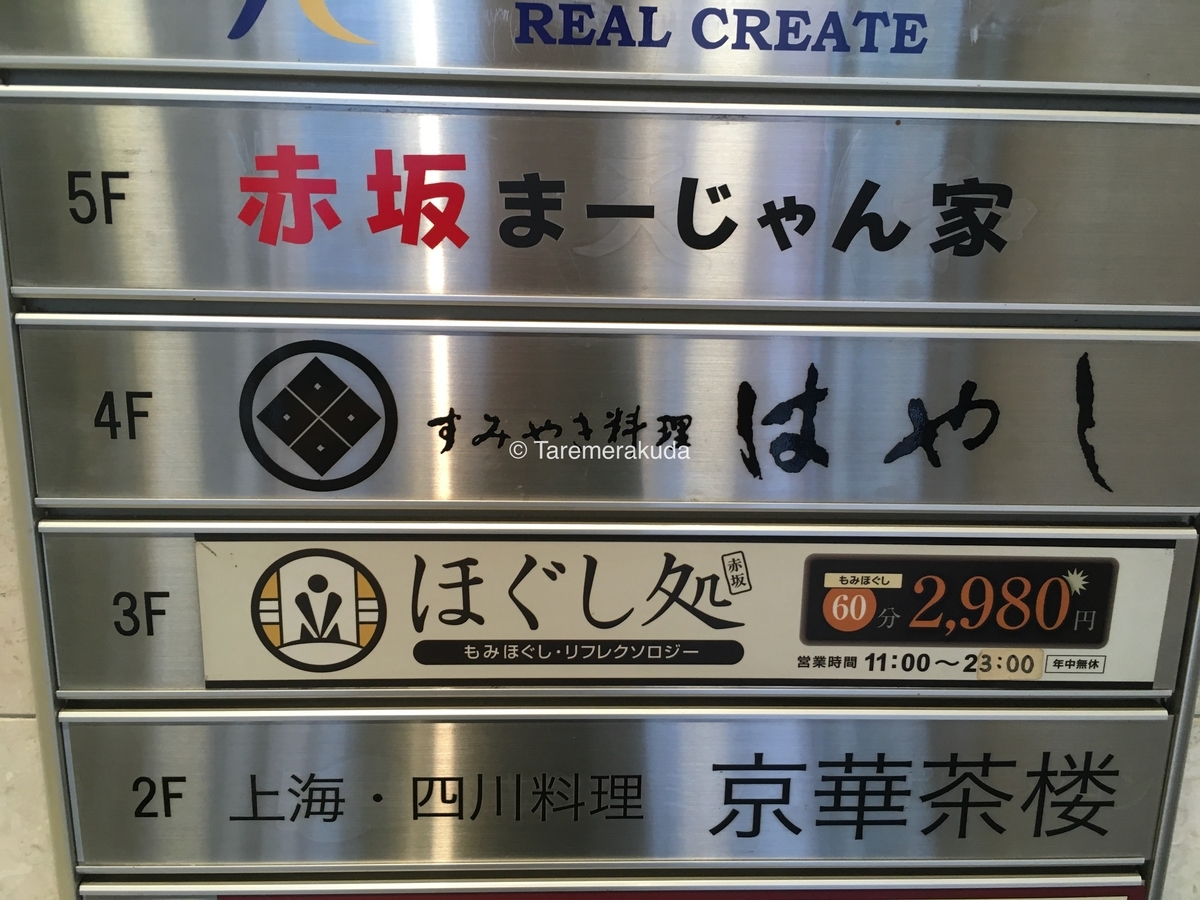 REAL CREATE
5F 赤坂まーじゃん家
4F すみやき料理 はやし
© Taremerakuda
3F ほぐし処 赤坂
もみほぐし・リフレクソロジー
もみほぐし
60分 2,980円
営業時間 11:00～23:00 年中無休
2F 上海・四川料理 京華茶楼